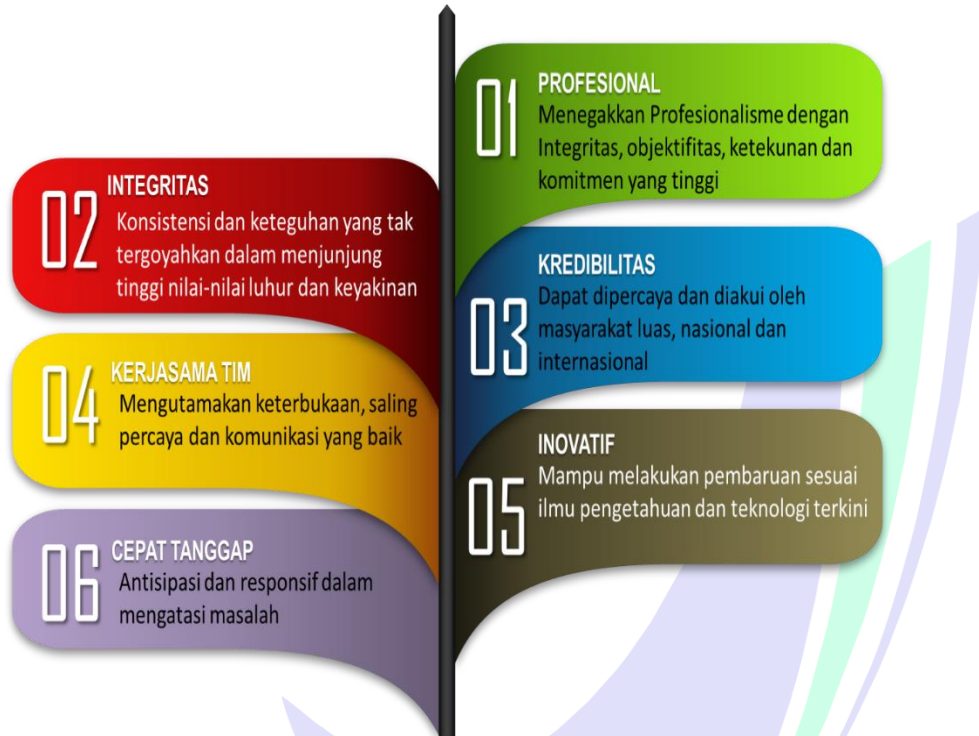 01
PROFESIONAL
Menegakkan Profesionalisme dengan
Integritas, objektifitas, ketekunan dan
komitmen yang tinggi
02
INTEGRITAS
Konsistensi dan keteguhan yang tak
tergoyahkan dalam menjunjung
tinggi nilai-nilai luhur dan keyakinan
03
KREDIBILITAS
Dapat dipercaya dan diakui oleh
masyarakat luas, nasional dan
internasional
04
KERJASAMA TIM
Mengutamakan keterbukaan, saling
percaya dan komunikasi yang baik
05
INOVATIF
Mampu melakukan pembaruan sesuai
ilmu pengetahuan dan teknologi terkini
06
CEPAT TANGGAP
Antisipasi dan responsif dalam
mengatasi masalah